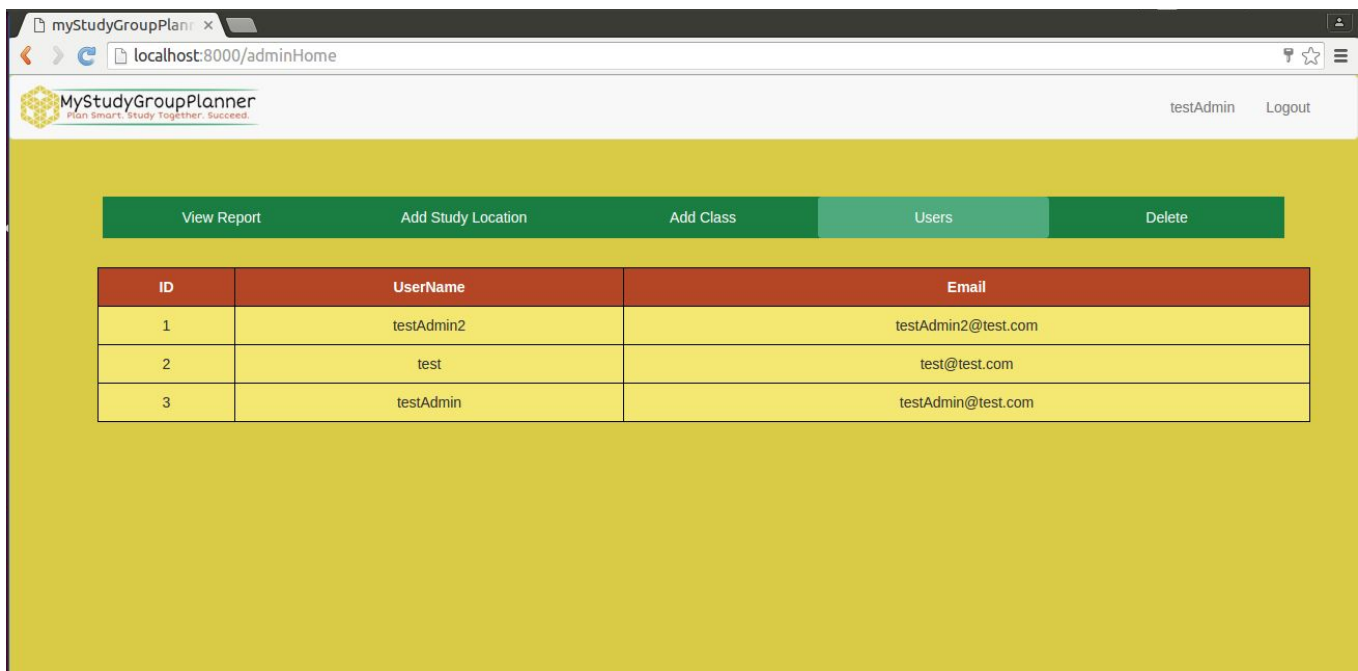 myStudyGroupPlann
localhost:8000/adminHome
MyStudyGroupPlanner
Plan Smart. Study Together. Succeed.
testAdmin Logout
View Report Add Study Location Add Class Users Delete
ID UserName Email
1 testAdmin2 testAdmin2@test.com
2 test test@test.com
3 testAdmin testAdmin@test.com